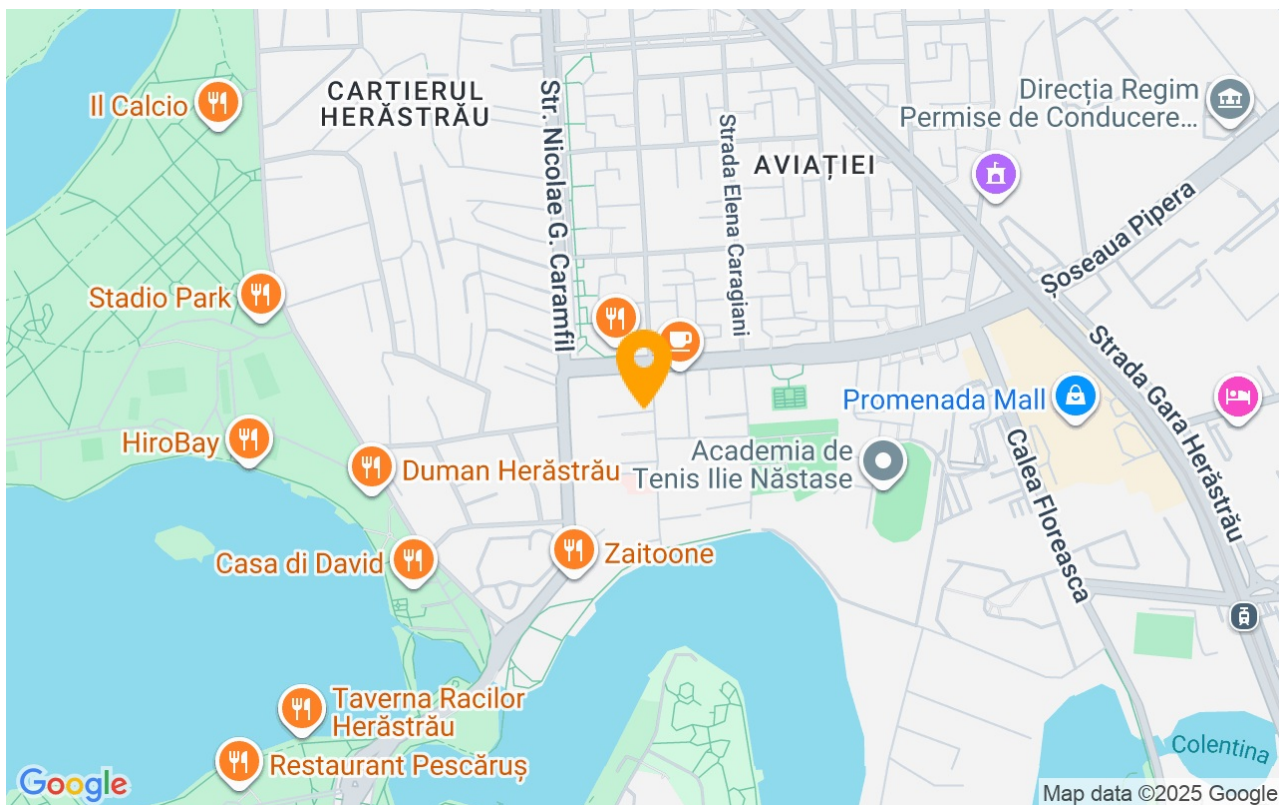 Il Calcio
CARTIERUL
HERĂSTRĂU
Str. Nicolae G. Caramfil
Strada Elena Caragiani
AVIAȚIEI
Direcția Regim
Permise de Conducere...
Șoseaua Pipera
Stadio Park
Strada Gara Herăstrău
Promenada Mall
HiroBay
Duman Herăstrău
Academia de
Tenis Ilie Năstase
Calea Floreasca
Casa di David
Zaitoone
Taverna Racilor
Herăstrău
Restaurant Pescăruș
Colentina
Google
Map data ©2025 Google